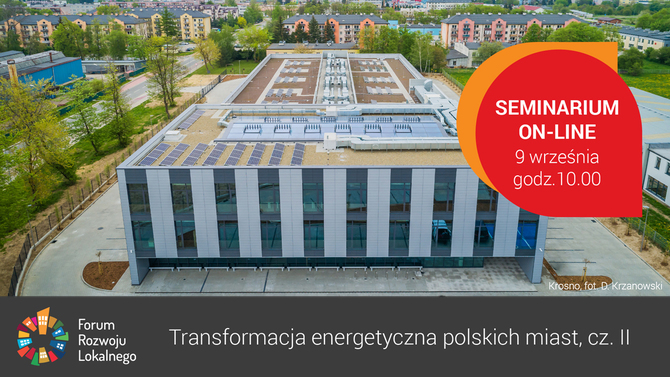 SEMINARIUM
ON-LINE
9 września
godz.10.00
Krosno, fot. D. Krzanowski
Forum
Rozwoju
Lokalnego
Transformacja energetyczna polskich miast, cz. II